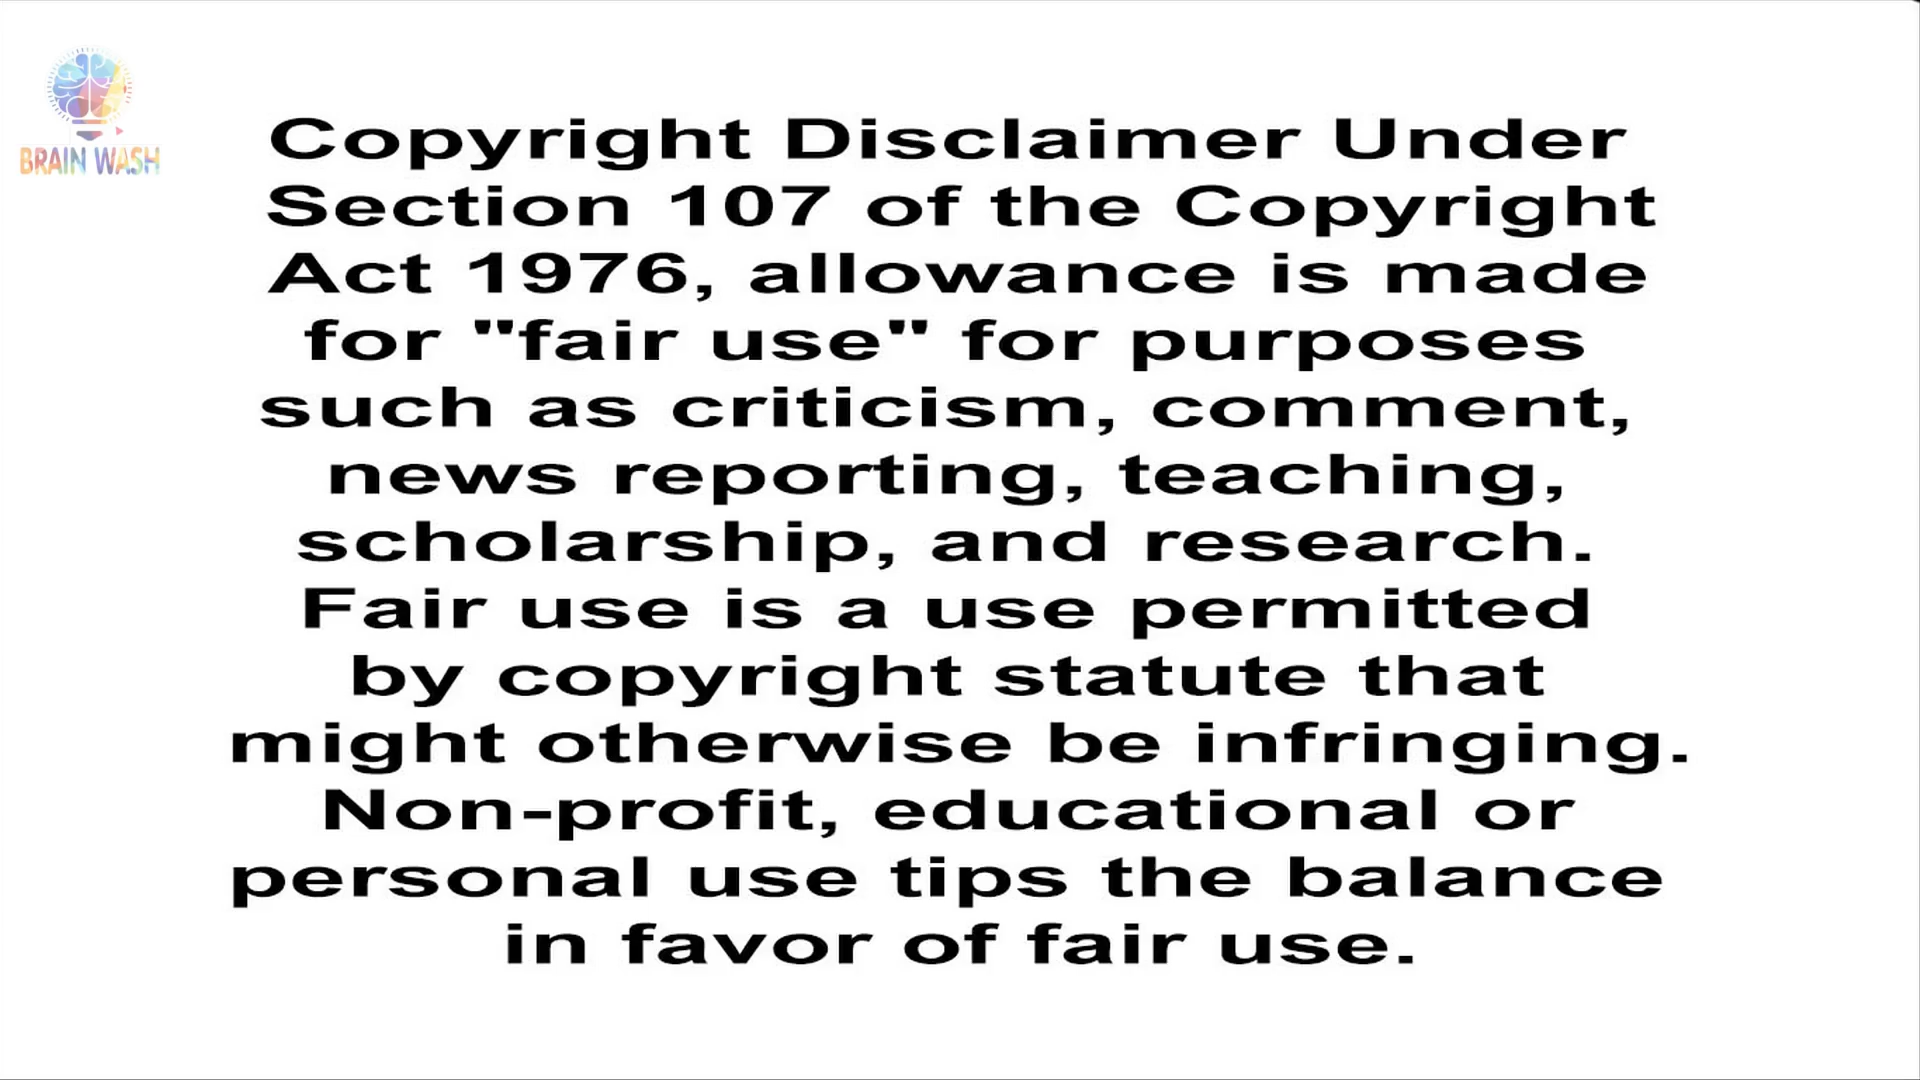 BRAIN WASH
Copyright Disclaimer Under
Section 107 of the Copyright
Act 1976, allowance is made
for "fair use" for purposes
such as criticism, comment,
news reporting, teaching,
scholarship, and research.
Fair use is a use permitted
by copyright statute that
might otherwise be infringing.
Non-profit, educational or
personal use tips the balance
in favor of fair use.